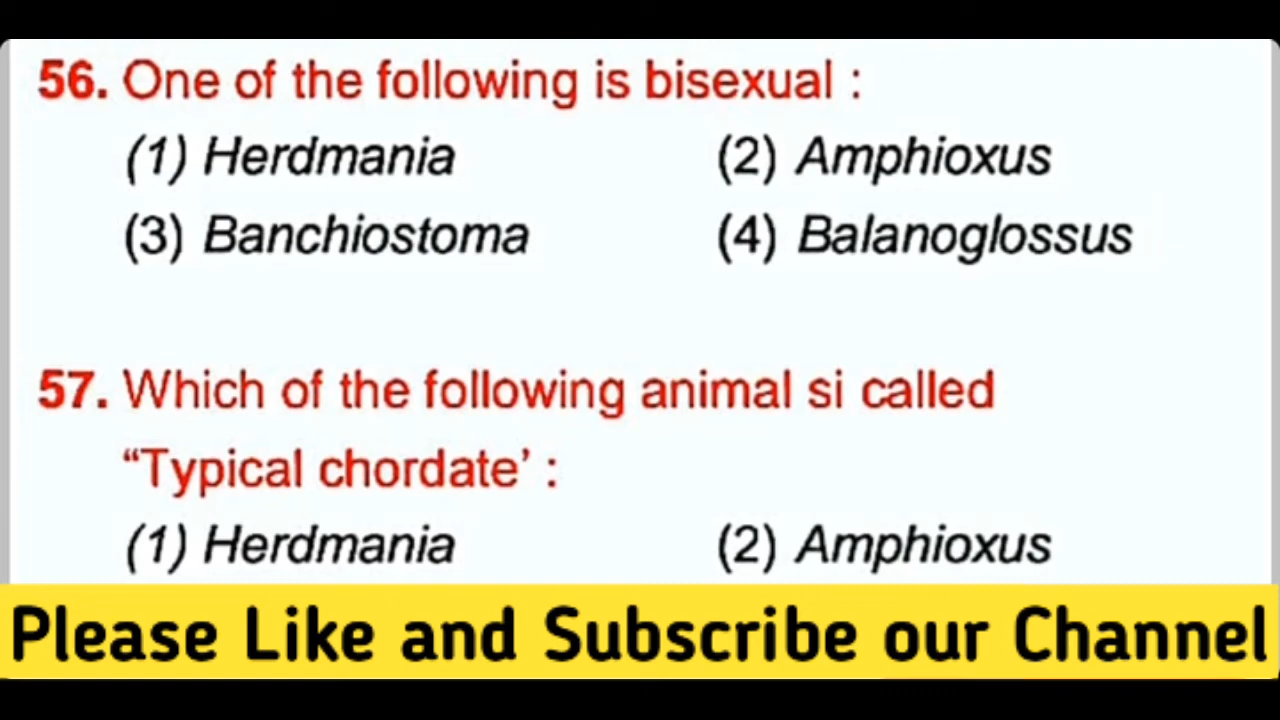 56. One of the following is bisexual :
(1) Herdmania (2) Amphioxus
(3) Banchiostoma (4) Balanoglossus
57. Which of the following animal si called
“Typical chordate’ :
(1) Herdmania (2) Amphioxus
Please Like and Subscribe our Channel